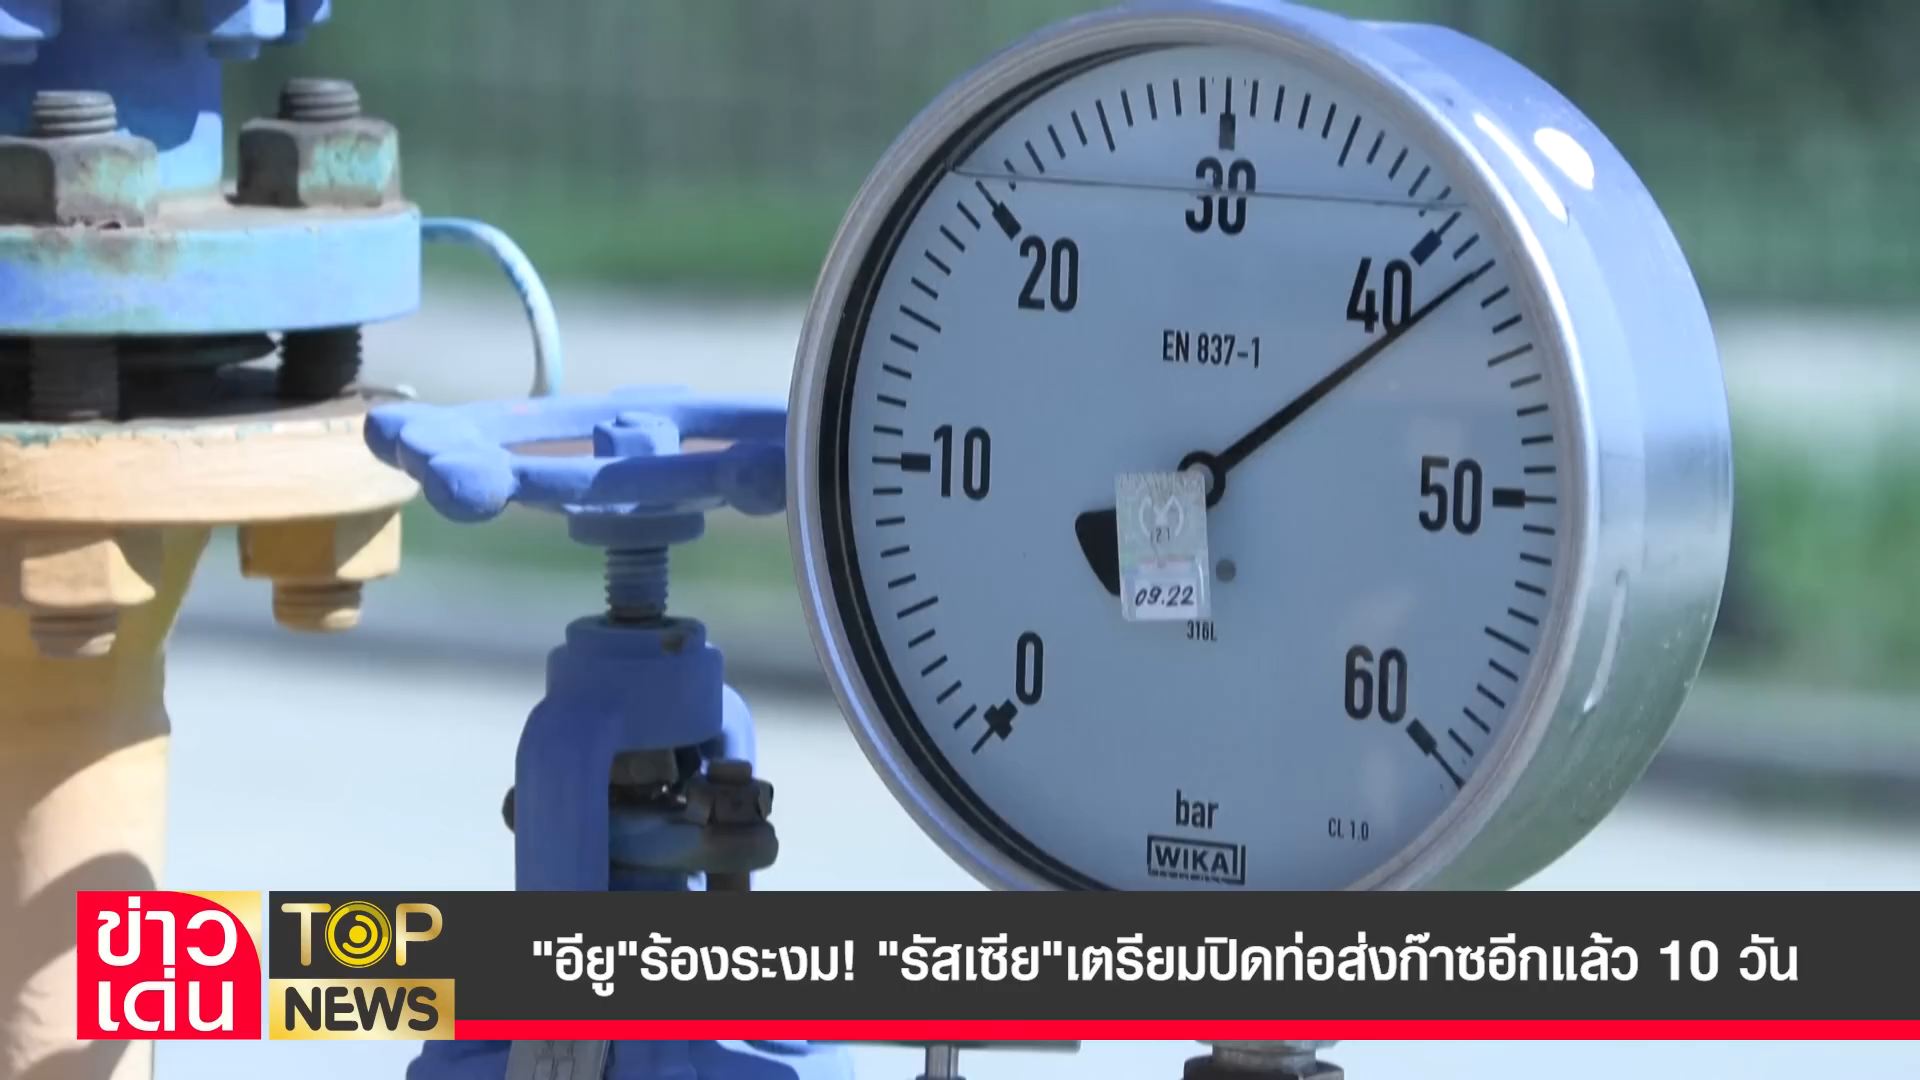 30
20
40
EN 837-1
10
50
09.22
316L
0
60
bar
CL 1.0
WIKA
ข่าว
เด่น
TOP
NEWS
"อียู"ร้องระงม! "รัสเซีย"เตรียมปิดท่อส่งก๊าซอีกแล้ว 10 วัน